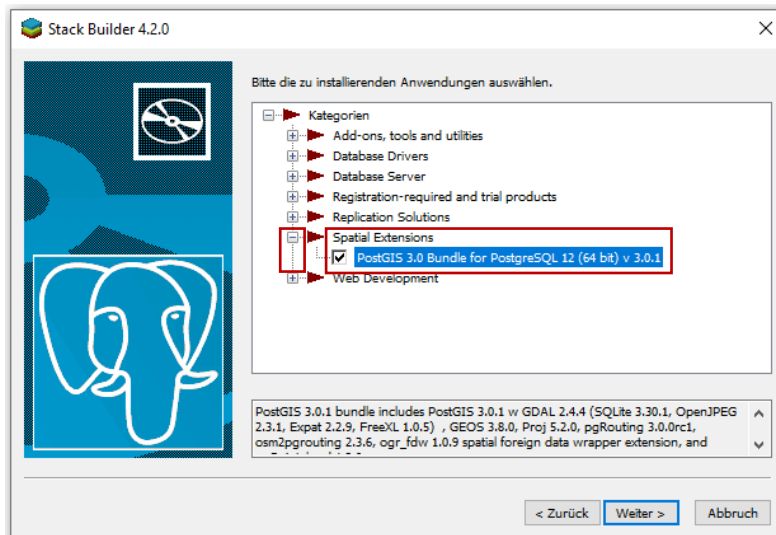 Stack Builder 4.2.0
Bitte die zu installierenden Anwendungen auswählen.
Kategorien
Add-ons, tools and utilities
Database Drivers
Database Server
Registration-required and trial products
Replication Solutions
Spatial Extensions
PostGIS 3.0 Bundle for PostgreSQL 12 (64 bit) v 3.0.1
Web Development
PostGIS 3.0.1 bundle includes PostGIS 3.0.1 w GDAL 2.4.4 (SQLite 3.30.1, OpenJPEG
2.3.1, Expat 2.2.9, FreeXL 1.0.5) , GEOS 3.8.0, Proj 5.2.0, pgRouting 3.0.0rc1,
osm2pgrouting 2.3.6, ogr_fdw 1.0.9 spatial foreign data wrapper extension, and
< Zurück Weiter > Abbruch